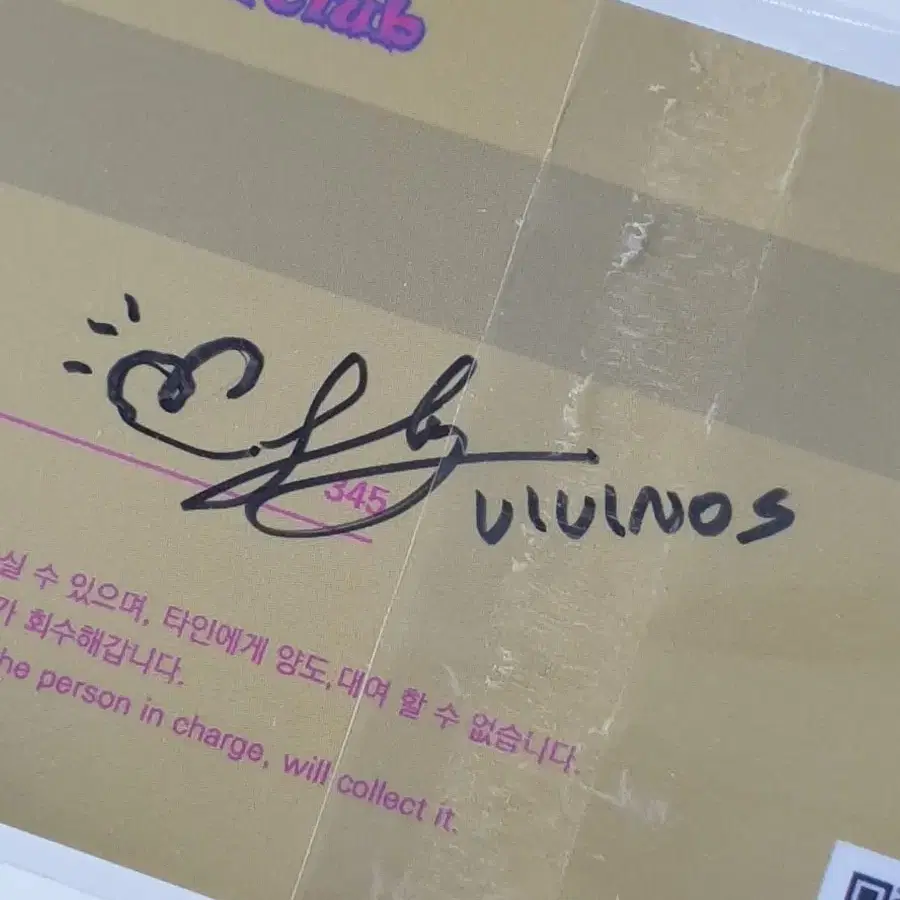 club
345
VIVINOS
실 수 있으며, 타인에게 양도,대여 할 수 없습니다.
가 회수해갑니다.
he person in charge, will collect it.